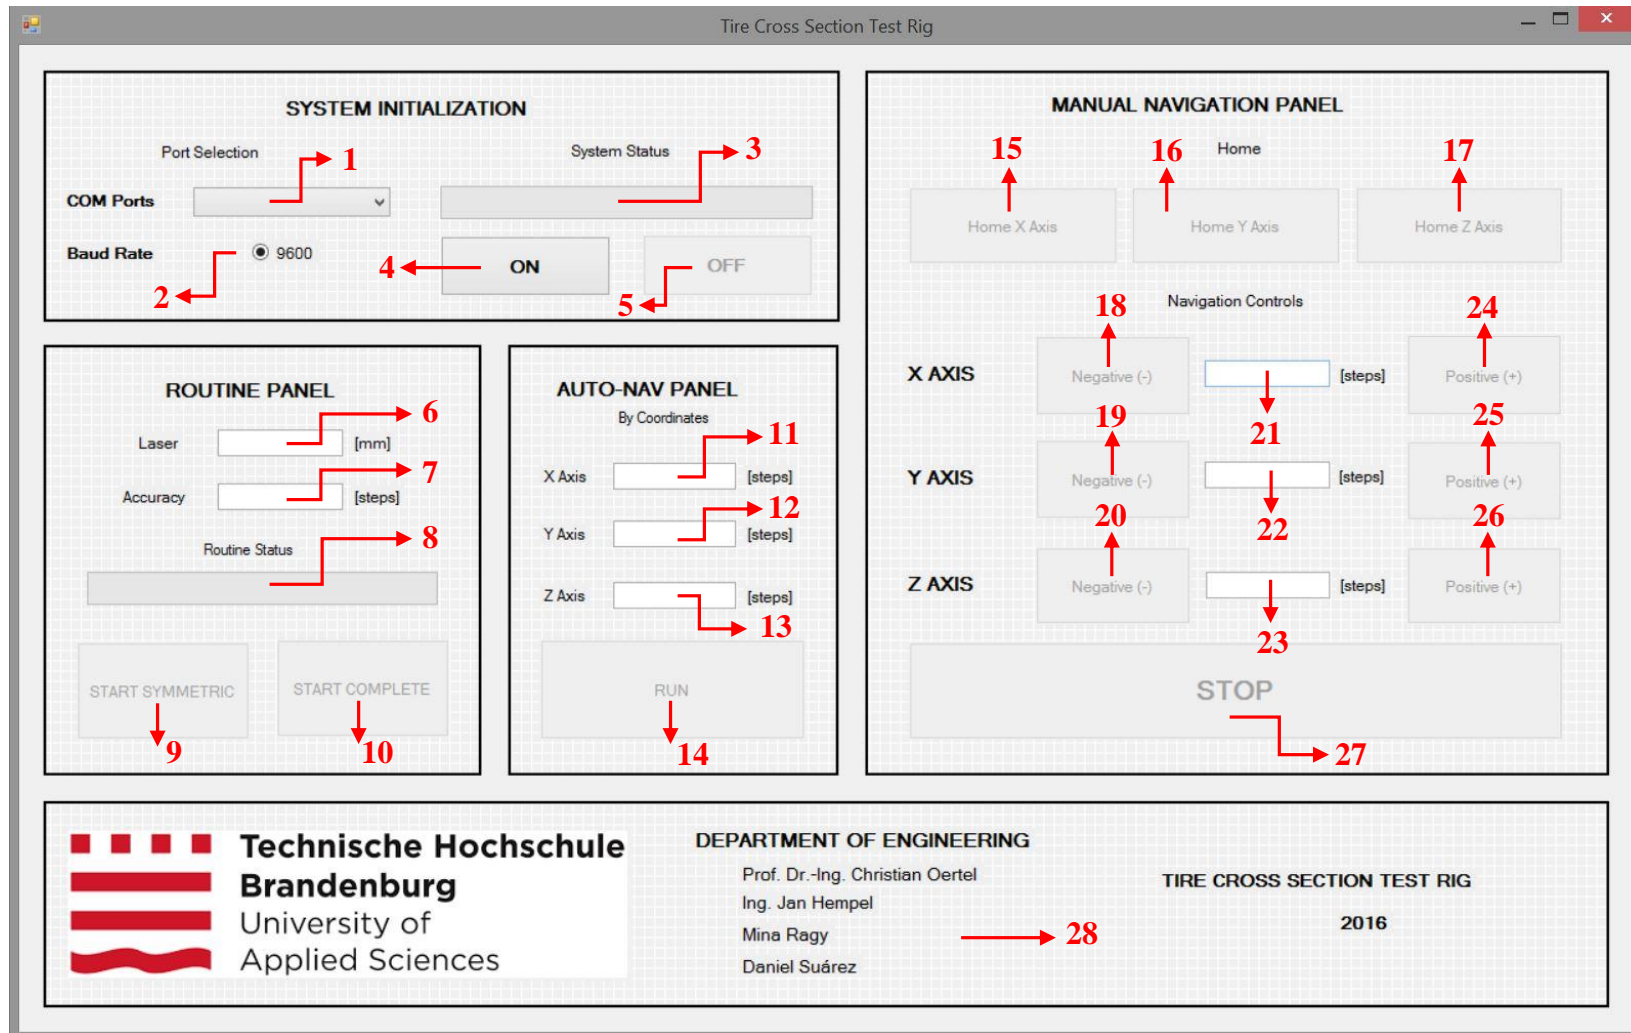 Tire Cross Section Test Rig
SYSTEM INITIALIZATION
Port Selection
1
System Status
3
COM Ports
Baud Rate
9600
2
4
ON
OFF
5
ROUTINE PANEL
6
Laser
[mm]
7
Accuracy
[steps]
Routine Status
8
START SYMMETRIC
START COMPLETE
9
10
AUTO-NAV PANEL
By Coordinates
11
X Axis
[steps]
12
Y Axis
[steps]
Z Axis
[steps]
13
RUN
14
MANUAL NAVIGATION PANEL
Home
15
16
17
Home X Axis
Home Y Axis
Home Z Axis
Navigation Controls
18
24
X AXIS
Negative (-)
[steps]
Positive (+)
19
21
25
Y AXIS
Negative (-)
[steps]
Positive (+)
20
22
26
Z AXIS
Negative (-)
[steps]
Positive (+)
23
STOP
27
Technische Hochschule
Brandenburg
University of
Applied Sciences
DEPARTMENT OF ENGINEERING
Prof. Dr.-Ing. Christian Oertel
Ing. Jan Hempel
Mina Ragy
Daniel Suárez
28
TIRE CROSS SECTION TEST RIG
2016